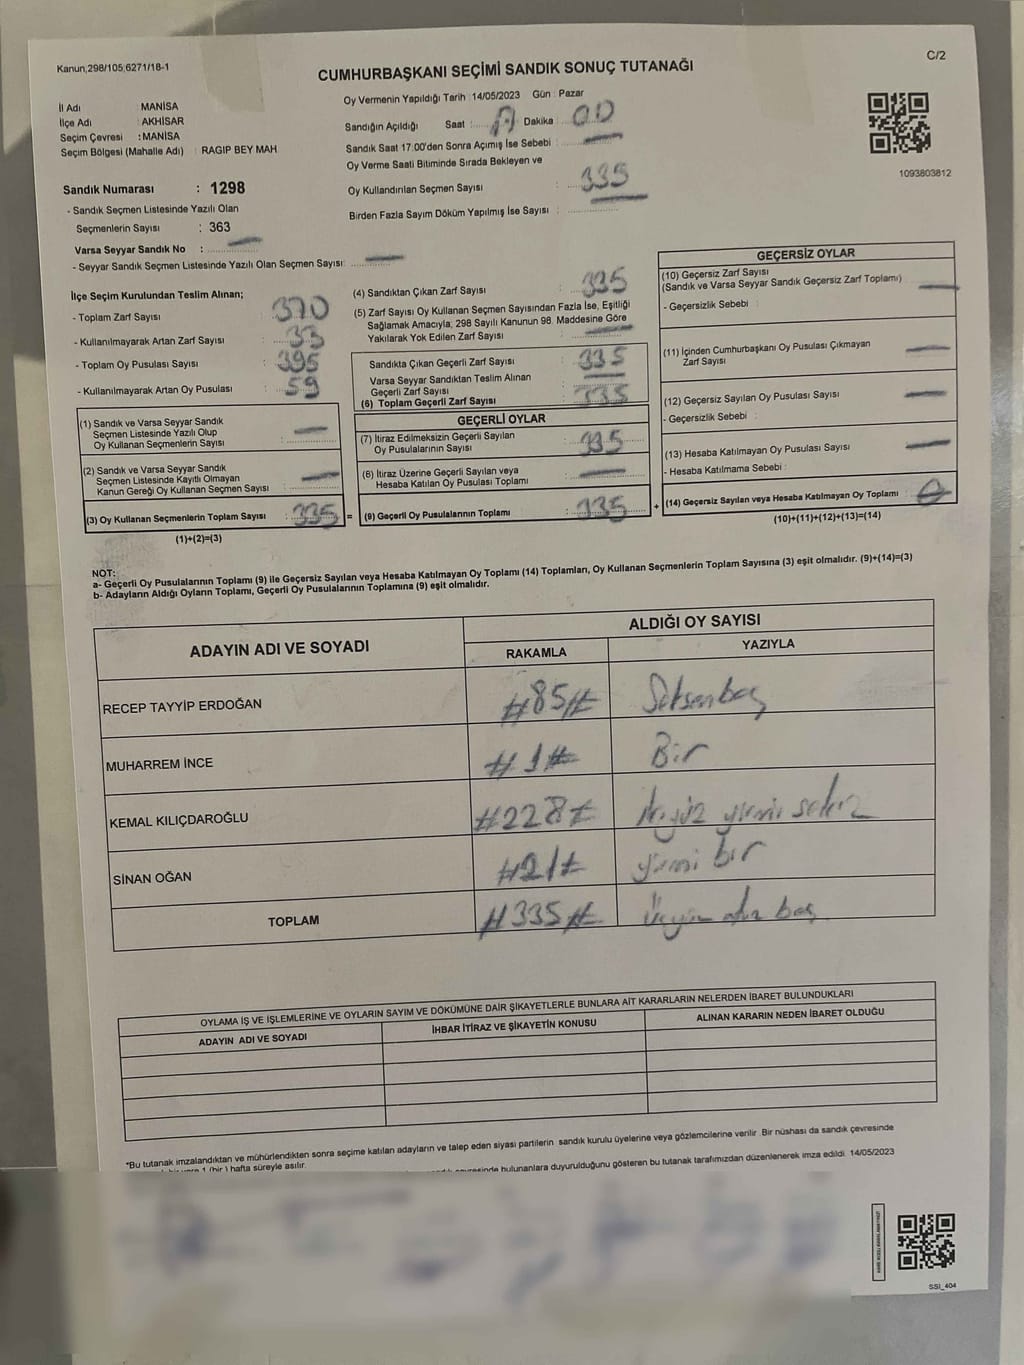 Kanun;298/105;6271/18-1
C/2
CUMHURBAŞKANI SEÇİMİ SANDIK SONUÇ TUTANAĞI
İl Adı : MANİSA
İlçe Adı : AKHİSAR
Seçim Çevresi : MANİSA
Seçim Bölgesi (Mahalle Adı) : RAGIP BEY MAH
Sandık Numarası : 1298
- Sandık Seçmen Listesinde Yazılı Olan
Seçmenlerin Sayısı : 363
Varsa Seyyar Sandık No :
- Seyyar Sandık Seçmen Listesinde Yazılı Olan Seçmen Sayısı:
Oy Vermenin Yapıldığı Tarih : 14/05/2023 Gün : Pazar
Sandığın Açıldığı Saat : Dakika : 00
Sandık Saat 17.00'den Sonra Açımış İse Sebebi :
Oy Verme Saati Bitiminde Sırada Bekleyen ve
Oy Kullandırılan Seçmen Sayısı : 335
Birden Fazla Sayım Döküm Yapılmış İse Sayısı :
1093803812
İlçe Seçim Kurulundan Teslim Alınan;
- Toplam Zarf Sayısı : 370
- Kullanılmayarak Artan Zarf Sayısı : 33
- Toplam Oy Pusulası Sayısı : 395
- Kullanılmayarak Artan Oy Pusulası : 59
(1) Sandık ve Varsa Seyyar Sandık
Seçmen Listesinde Yazılı Olup
Oy Kullanan Seçmenlerin Sayısı :
(2) Sandık ve Varsa Seyyar Sandık
Seçmen Listesinde Kayıtlı Olmayan
Kanun Gereği Oy Kullanan Seçmen Sayısı :
(3) Oy Kullanan Seçmenlerin Toplam Sayısı : 335 =
(1)+(2)=(3)
(4) Sandıktan Çıkan Zarf Sayısı : 335
(5) Zarf Sayısı Oy Kullanan Seçmen Sayısından Fazla İse, Eşitliği
Sağlamak Amacıyla; 298 Sayılı Kanunun 98. Maddesine Göre
Yakılarak Yok Edilen Zarf Sayısı :
Sandıkta Çıkan Geçerli Zarf Sayısı : 335
Varsa Seyyar Sandıktan Teslim Alınan
Geçerli Zarf Sayısı :
(6) Toplam Geçerli Zarf Sayısı : 335
GEÇERLİ OYLAR
(7) İtiraz Edilmeksizin Geçerli Sayılan
Oy Pusulalarının Sayısı : 335
(8) İtiraz Üzerine Geçerli Sayılan veya
Hesaba Katılan Oy Pusulası Toplamı :
(9) Geçerli Oy Pusulalarının Toplamı : 335 +
GEÇERSİZ OYLAR
(10) Geçersiz Zarf Sayısı
(Sandık ve Varsa Seyyar Sandık Geçersiz Zarf Toplamı) :
- Geçersizlik Sebebi :
(11) İçinden Cumhurbaşkanı Oy Pusulası Çıkmayan
Zarf Sayısı :
(12) Geçersiz Sayılan Oy Pusulası Sayısı :
- Geçersizlik Sebebi :
(13) Hesaba Katılmayan Oy Pusulası Sayısı :
- Hesaba Katılmama Sebebi :
(14) Geçersiz Sayılan veya Hesaba Katılmayan Oy Toplamı :
(10)+(11)+(12)+(13)=(14)
NOT:
a- Geçerli Oy Pusulalarının Toplamı (9) ile Geçersiz Sayılan veya Hesaba Katılmayan Oy Toplamı (14) Toplamları, Oy Kullanan Seçmenlerin Toplam Sayısına (3) eşit olmalıdır. (9)+(14)=(3)
b- Adayların Aldığı Oyların Toplamı, Geçerli Oy Pusulalarının Toplamına (9) eşit olmalıdır.
ADAYIN ADI VE SOYADI
ALDIĞI OY SAYISI
RAKAMLA YAZIYLA
RECEP TAYYİP ERDOĞAN #85# Seksenbeş
MUHARREM İNCE #1# Bir
KEMAL KILIÇDAROĞLU #228# ikiyüz yirmi sekiz
SİNAN OĞAN #21# yirmi bir
TOPLAM #335# Üçyüz otuz beş
OYLAMA İŞ VE İŞLEMLERİNE VE OYLARIN SAYIM VE DÖKÜMÜNE DAİR ŞİKAYETLERLE BUNLARA AİT KARARLARIN NELERDEN İBARET BULUNDUKLARI
ADAYIN ADI VE SOYADI İHBAR İTİRAZ VE ŞİKAYETİN KONUSU ALINAN KARARIN NEDEN İBARET OLDUĞU
*Bu tutanak imzalandıktan ve mühürlendikten sonra seçime katılan adayların ve talep eden siyasi partilerin sandık kurulu üyelerine veya gözlemcilerine verilir. Bir nüshası da sandık çevresinde
1 (bir) hafta süreyle asılır.
bulunanlara duyurulduğunu gösteren bu tutanak tarafımızdan düzenlenerek imza edildi. 14/05/2023
SSI_404